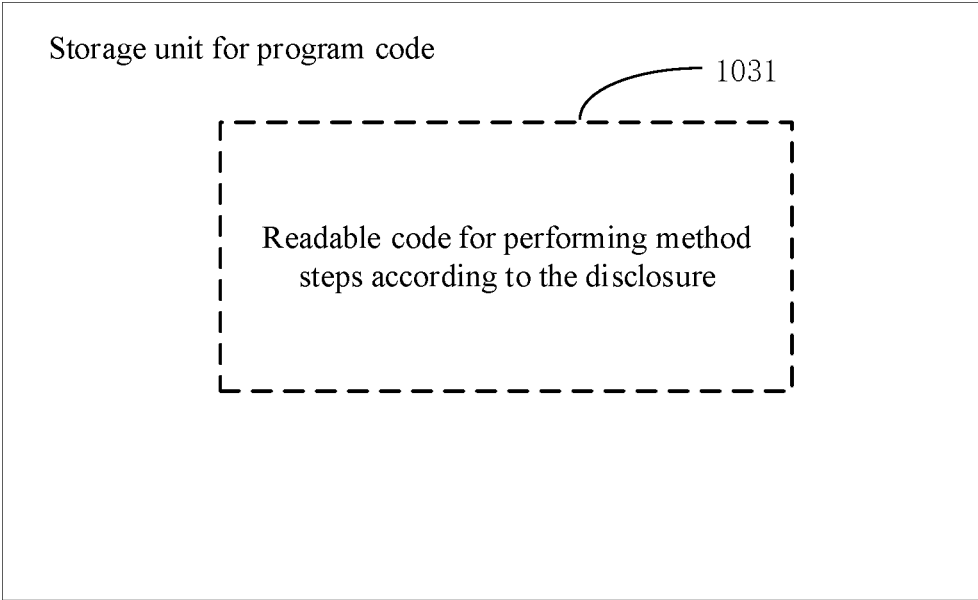 Storage unit for program code
1031
Readable code for performing method
steps according to the disclosure